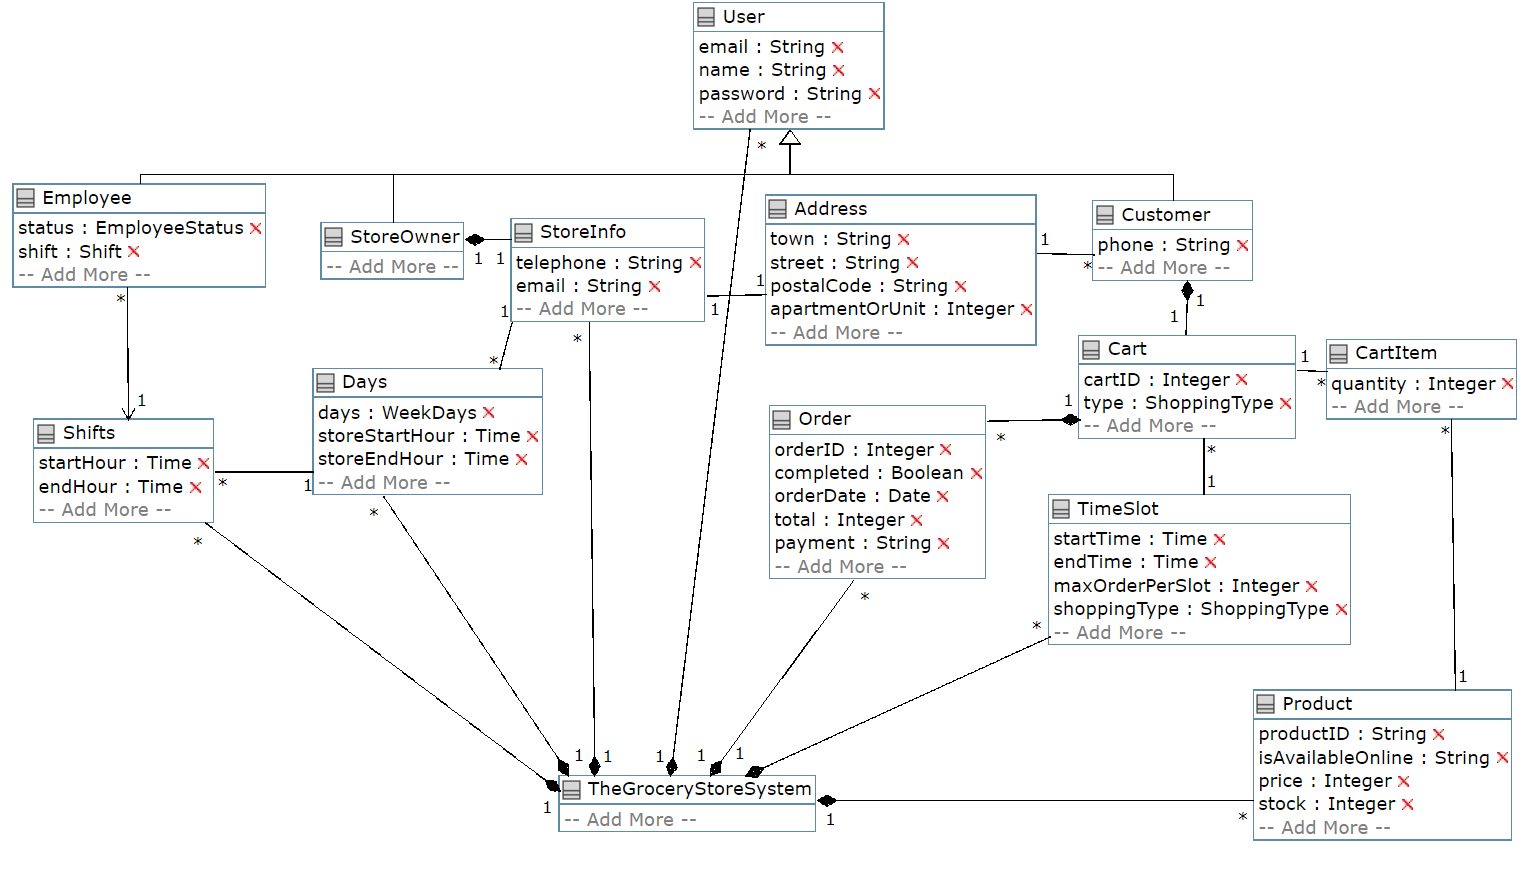 User
email : String
name : String
password : String
-- Add More --
*
Employee
status : EmployeeStatus
shift : Shift
-- Add More --
*
StoreOwner
-- Add More --
1
1
StoreInfo
telephone : String
email : String
-- Add More --
1
*
1
1
Address
town : String
street : String
postalCode : String
apartmentOrUnit : Integer
-- Add More --
1
*
Customer
phone : String
-- Add More --
1
1
Cart
cartID : Integer
type : ShoppingType
-- Add More --
1
*
1
*
CartItem
quantity : Integer
-- Add More --
*
1
Shifts
startHour : Time
endHour : Time
-- Add More --
*
1
*
Days
days : WeekDays
storeStartHour : Time
storeEndHour : Time
-- Add More --
*
*
Order
orderID : Integer
completed : Boolean
orderDate : Date
total : Integer
payment : String
-- Add More --
*
*
1
TimeSlot
startTime : Time
endTime : Time
maxOrderPerSlot : Integer
shoppingType : ShoppingType
-- Add More --
*
1
Product
productID : String
isAvailableOnline : String
price : Integer
stock : Integer
-- Add More --
*
1
1
1
1
1
1
1
TheGroceryStoreSystem
-- Add More --